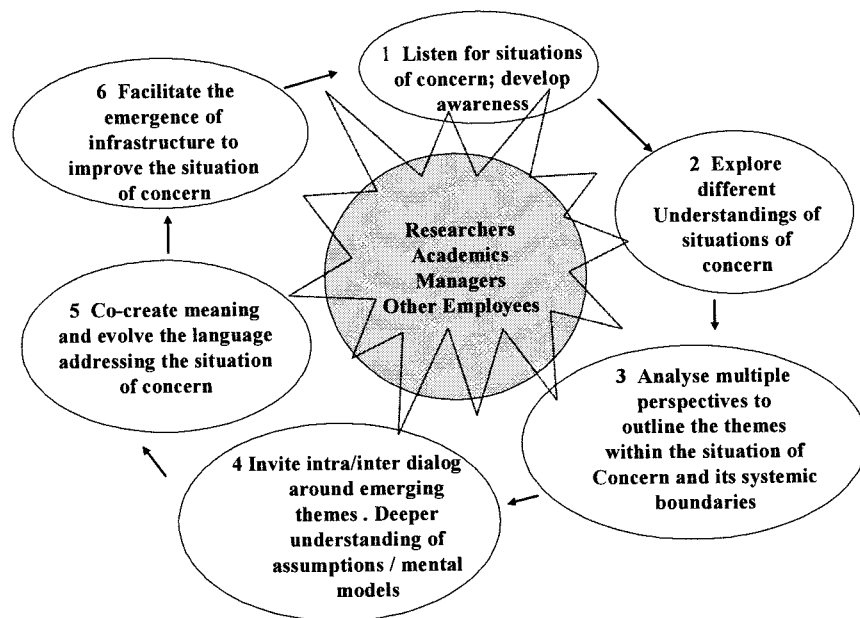 1 Listen for situations
of concern; develop
awareness
2 Explore
different
Understandings of
situations of
concern
3 Analyse multiple
perspectives to
outline the themes
within the situation of
Concern and its systemic
boundaries
4 Invite intra/inter dialog
around emerging
themes . Deeper
understanding of
assumptions / mental
models
5 Co-create meaning
and evolve the language
addressing the situation
of concern
6 Facilitate the
emergence of
infrastructure to
improve the situation
of concern
Researchers
Academics
Managers
Other Employees